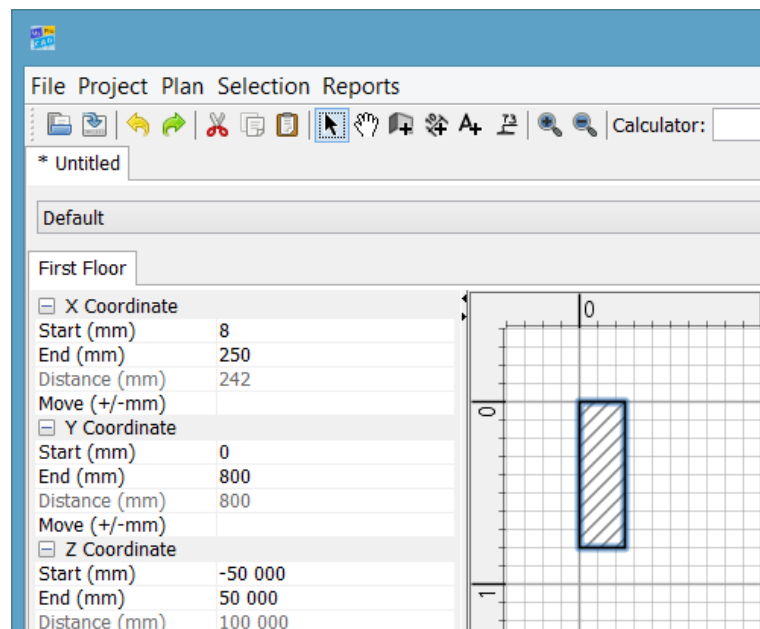 File Project Plan Selection Reports
Calculator:
* Untitled
Default
First Floor
X Coordinate
Start (mm) 8
End (mm) 250
Distance (mm) 242
Move (+/-mm)
Y Coordinate
Start (mm) 0
End (mm) 800
Distance (mm) 800
Move (+/-mm)
Z Coordinate
Start (mm) -50 000
End (mm) 50 000
Distance (mm) 100 000
0
0
1